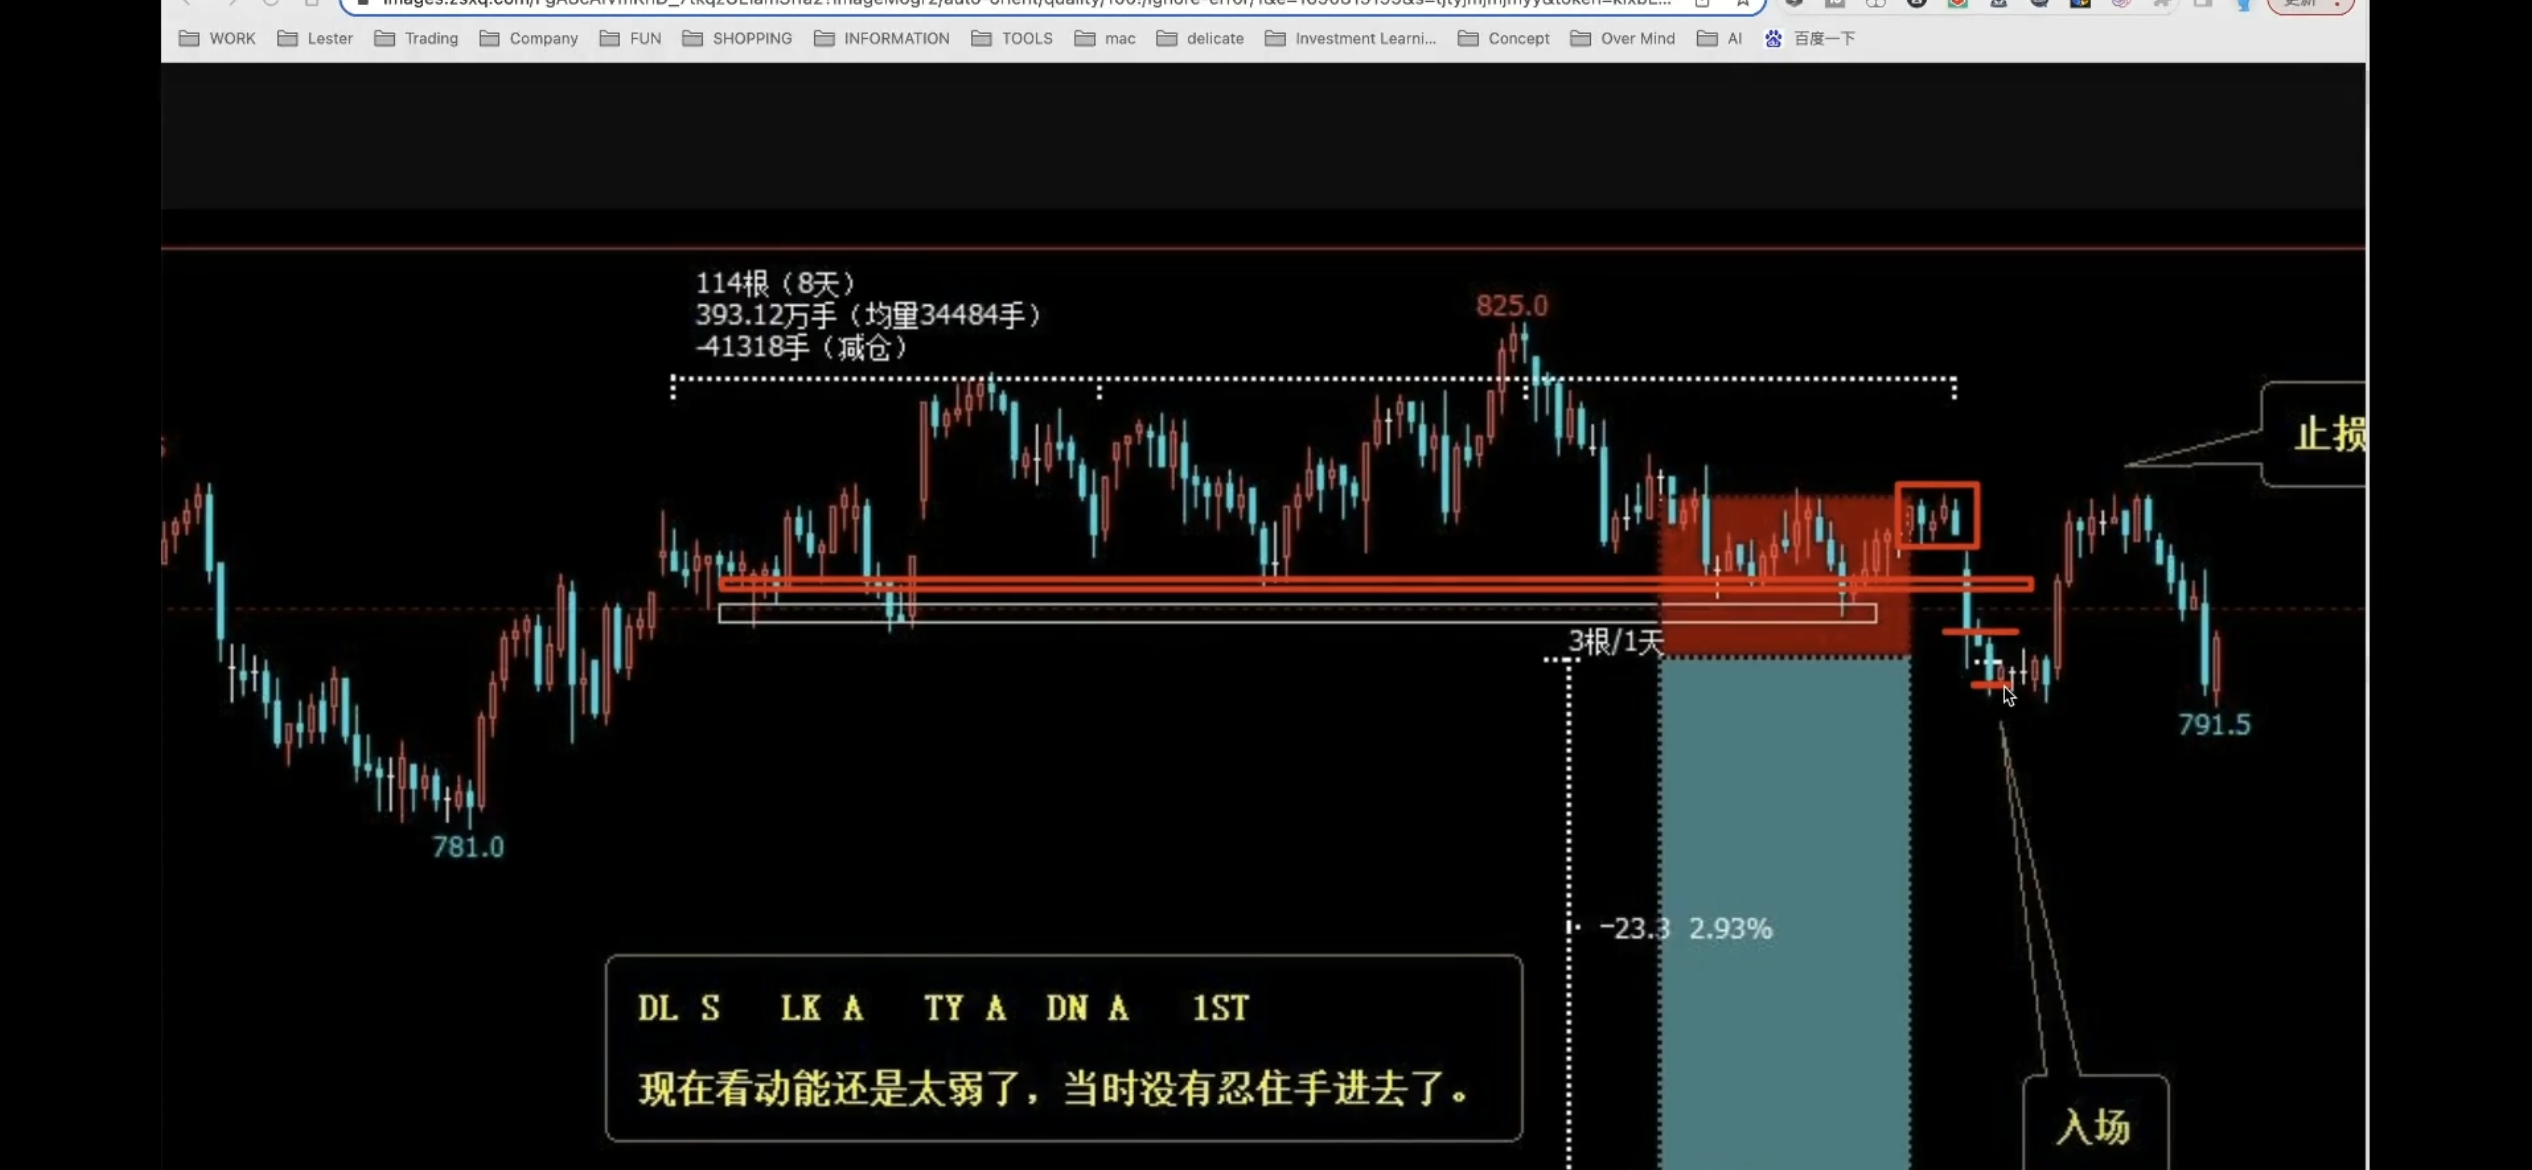 WORK Lester Trading Company FUN SHOPPING INFORMATION TOOLS mac delicate Investment Learni... Concept Over Mind AI 百度一下
114根（8天）
393.12万手（均量34484手）
-41318手（减仓）
825.0
止损
3根/1天
791.5
781.0
-23.3 2.93%
DL S LK A TY A DN A 1ST
现在看动能还是太弱了，当时没有忍住手进去了。
入场